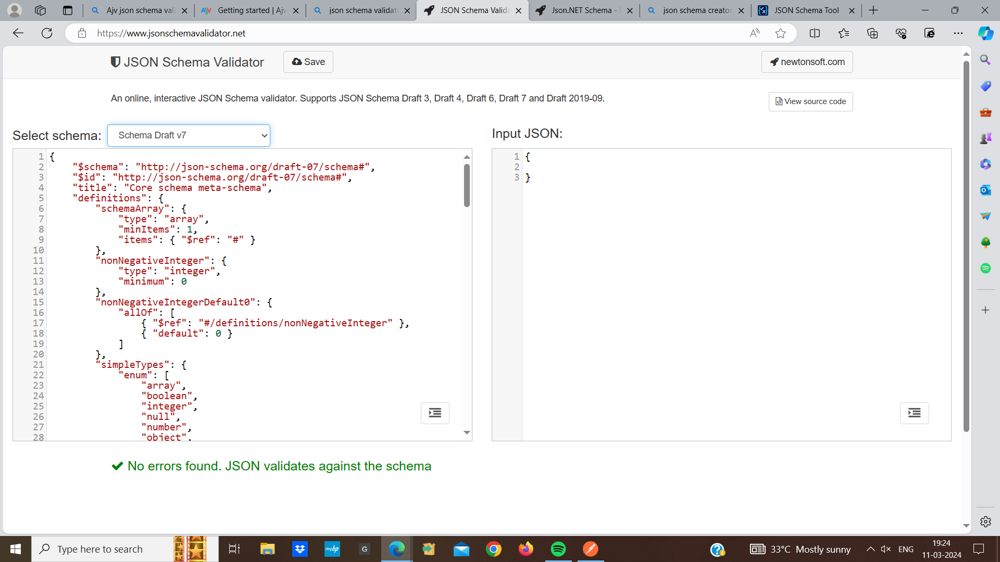 Ajv json schema vali
Getting started | Ajv
json schema validato
JSON Schema Valida
Json.NET Schema -
json schema creator
JSON Schema Tool
https://www.jsonschemavalidator.net
JSON Schema Validator
Save
newtonsoft.com
An online, interactive JSON Schema validator. Supports JSON Schema Draft 3, Draft 4, Draft 6, Draft 7 and Draft 2019-09.
View source code
Select schema:
Schema Draft v7
Input JSON:
1 {
2 "$schema": "http://json-schema.org/draft-07/schema#",
3 "$id": "http://json-schema.org/draft-07/schema#",
4 "title": "Core schema meta-schema",
5 "definitions": {
6 "schemaArray": {
7 "type": "array",
8 "minItems": 1,
9 "items": { "$ref": "#" }
10 },
11 "nonNegativeInteger": {
12 "type": "integer",
13 "minimum": 0
14 },
15 "nonNegativeIntegerDefault0": {
16 "allOf": [
17 { "$ref": "#/definitions/nonNegativeInteger" },
18 { "default": 0 }
19 ]
20 },
21 "simpleTypes": {
22 "enum": [
23 "array",
24 "boolean",
25 "integer",
26 "null",
27 "number",
28 "object",
1 {
2
3 }
No errors found. JSON validates against the schema
Type here to search
myhp
G
33°C Mostly sunny
ENG
19:24
11-03-2024